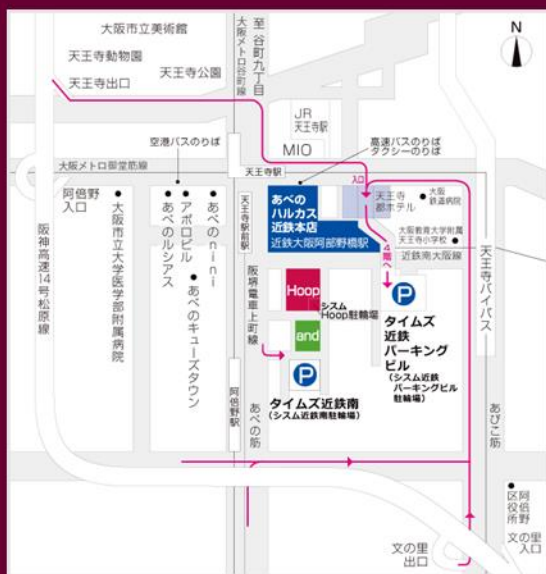 大阪市立美術館
天王寺動物園
天王寺出口
天王寺公園
至 谷町九丁目
大阪メトロ谷町線
N
JR
天王寺駅
MIO
高速バスのりば
タクシーのりば
空港バスのりば
大阪メトロ御堂筋線
天王寺駅
入口
阿倍野
入口
大阪市立大学医学部附属病院
あべのルシアス
アポロビル
あべのnini
あべのキューズタウン
天王寺駅前駅
あべの
ハルカス
近鉄本店
近鉄大阪阿部野橋駅
天王寺
都ホテル
大阪
鉄道病院
大阪教育大学附属
天王寺小学校
近鉄南大阪線
4階へ
阪神高速14号松原線
阪堺電車上町線
天王寺バイパス
Hoop
シスム
Hoop駐輪場
and
P
タイムズ
近鉄
パーキング
ビル
(シスム近鉄
パーキングビル
駐輪場)
P
タイムズ近鉄南
(シスム近鉄南駐輪場)
阿倍野駅
あべの筋
あびこ筋
阿倍野
区役所
文の里
入口
文の里
出口